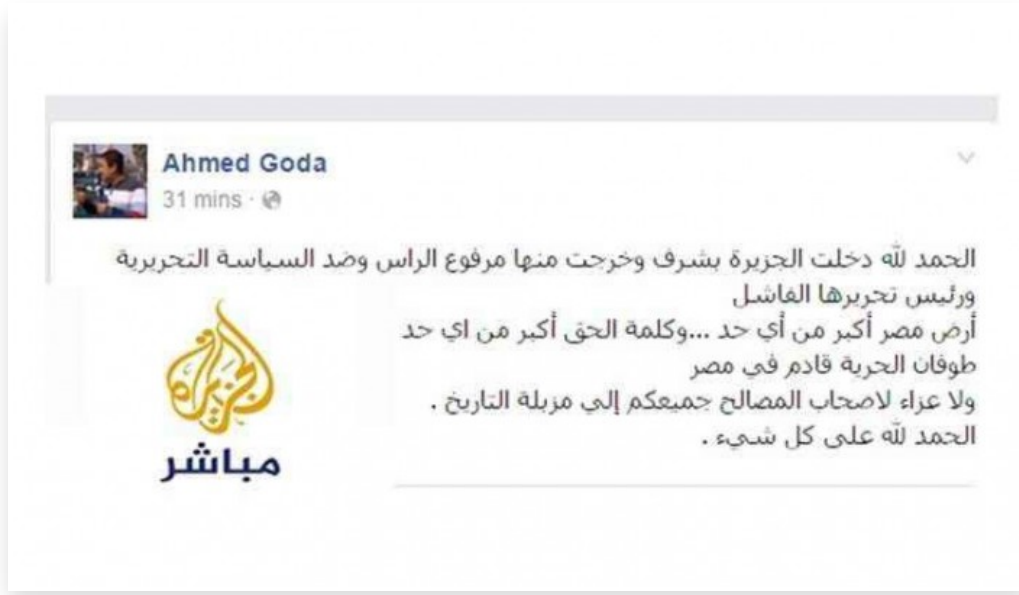 Ahmed Goda
31 mins ·
الحمد لله دخلت الجزيرة بشرف وخرجت منها مرفوع الراس وضد السياسة التحريرية
ورئيس تحريرها الفاشل
أرض مصر أكبر من أي حد ...وكلمة الحق أكبر من اي حد
طوفان الحرية قادم في مصر
ولا عزاء لاصحاب المصالح جميعكم إلي مزبلة التاريخ .
الحمد لله على كل شيء .
الجزيرة
مباشر